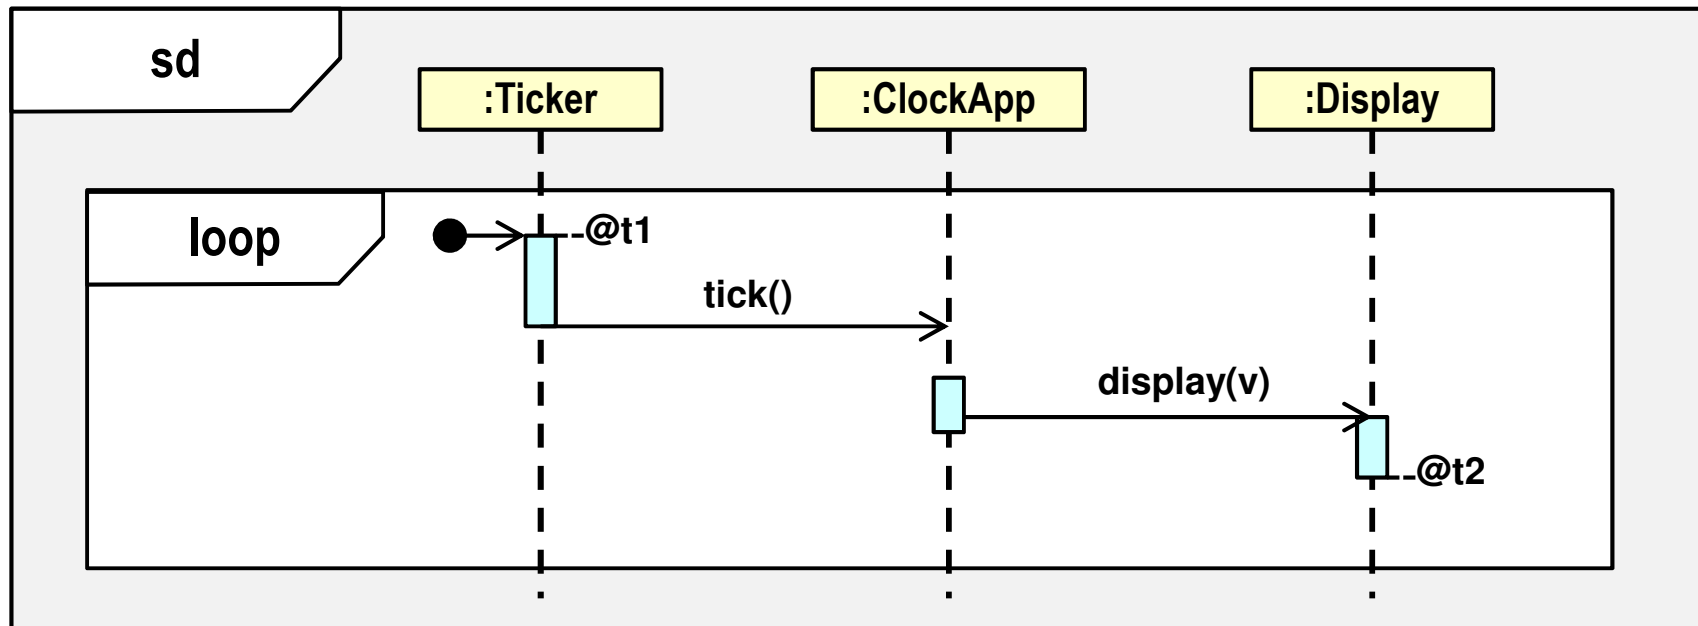 sd
:Ticker
:ClockApp
:Display
loop
@t1
tick()
display(v)
@t2